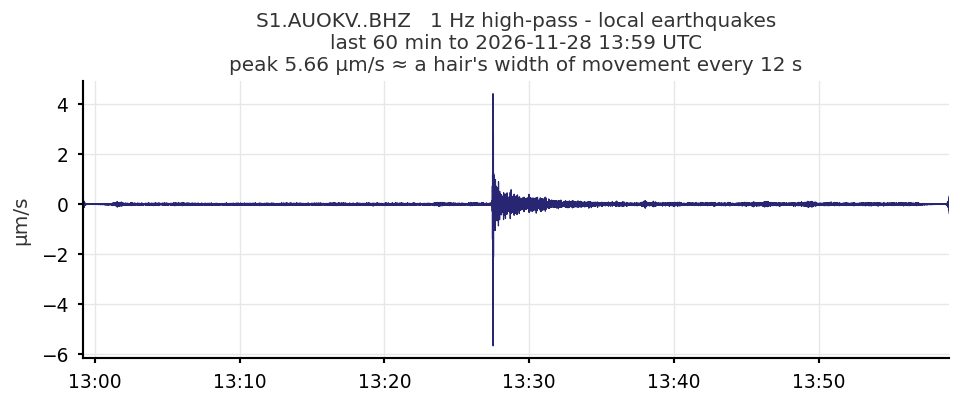 S1.AUOKV..BHZ   1 Hz high-pass - local earthquakes
last 60 min to 2026-11-28 13:59 UTC
peak 5.66 µm/s ≈ a hair's width of movement every 12 s
µm/s
4
2
0
−2
−4
−6
13:00 13:10 13:20 13:30 13:40 13:50